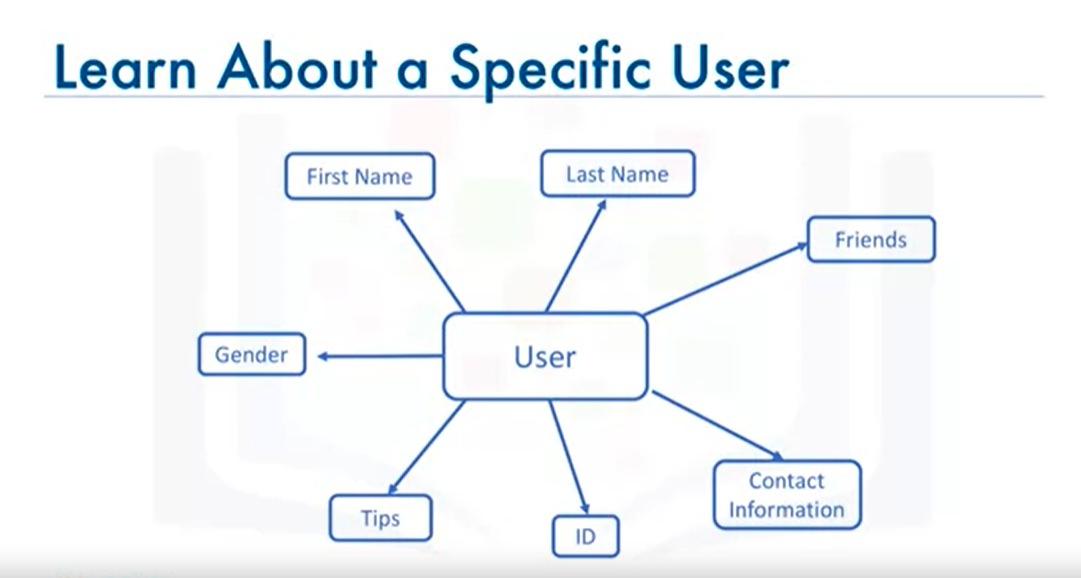 Learn About a Specific User
First Name
Last Name
Friends
Gender
User
Contact
Information
Tips
ID